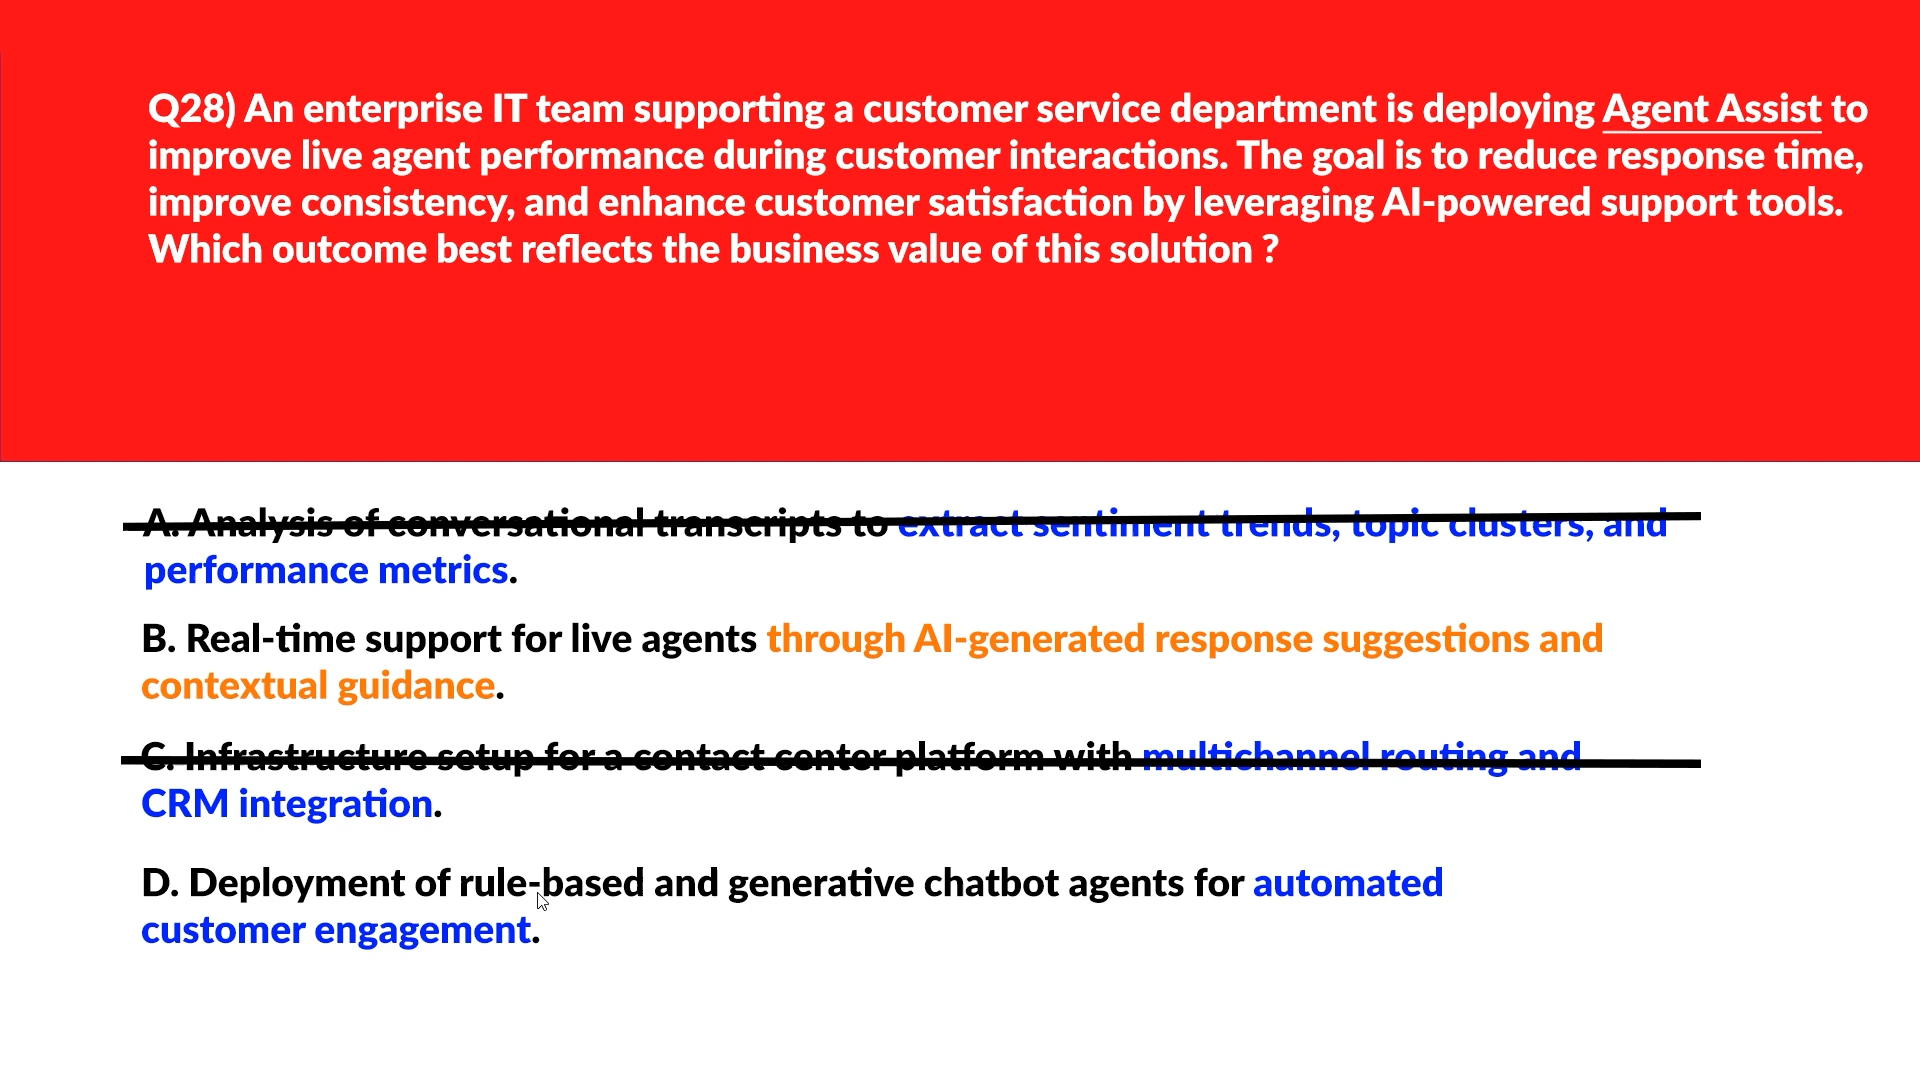 Q28) An enterprise IT team supporting a customer service department is deploying Agent Assist to
improve live agent performance during customer interactions. The goal is to reduce response time,
improve consistency, and enhance customer satisfaction by leveraging AI-powered support tools.
Which outcome best reflects the business value of this solution ?
A. Analysis of conversational transcripts to extract sentiment trends, topic clusters, and
performance metrics.
B. Real-time support for live agents through AI-generated response suggestions and
contextual guidance.
C. Infrastructure setup for a contact center platform with multichannel routing and
CRM integration.
D. Deployment of rule-based and generative chatbot agents for automated
customer engagement.